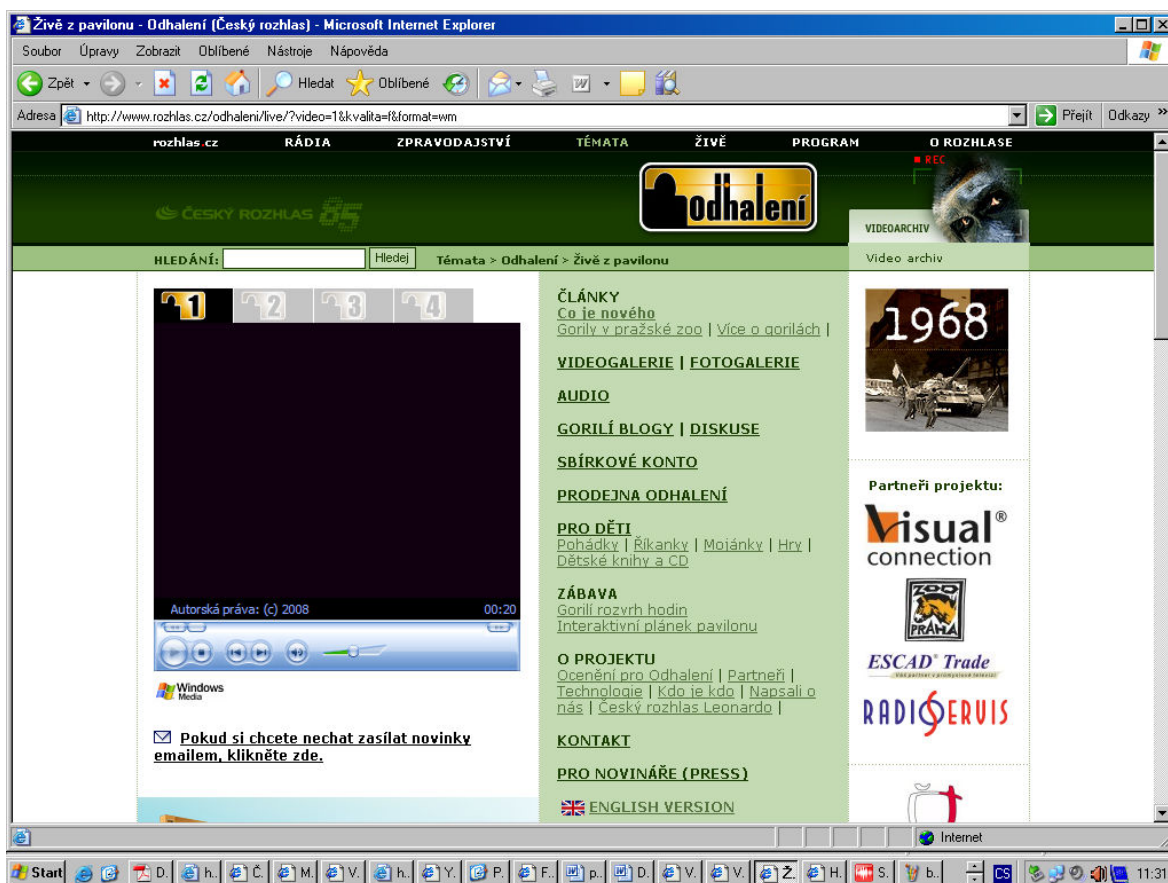 Živě z pavilonu - Odhalení (Český rozhlas) - Microsoft Internet Explorer
Soubor Úpravy Zobrazit Oblíbené Nástroje Nápověda
Zpět Hledat Oblíbené
Adresa http://www.rozhlas.cz/odhaleni/live/?video=1&kvalita=f&format=wm Přejít Odkazy »
rozhlas.cz RÁDIA ZPRAVODAJSTVÍ TÉMATA ŽIVĚ PROGRAM O ROZHLASE
REC
ČESKÝ ROZHLAS 85
odhalení
VIDEOARCHIV
HLEDÁNÍ: Hledej Témata > Odhalení > Živě z pavilonu
Video archiv
1 2 3 4
Autorská práva: (c) 2008 00:20
Windows
Media
Pokud si chcete nechat zasílat novinky
emailem, klikněte zde.
ČLÁNKY
Co je nového
Gorily v pražské zoo | Více o gorilách |
VIDEOGALERIE | FOTOGALERIE
AUDIO
GORILÍ BLOGY | DISKUSE
SBÍRKOVÉ KONTO
PRODEJNA ODHALENÍ
PRO DĚTI
Pohádky | Říkanky | Mojánky | Hry |
Dětské knihy a CD
ZÁBAVA
Gorilí rozvrh hodin
Interaktivní plánek pavilonu
O PROJEKTU
Ocenění pro Odhalení | Partneři |
Technologie | Kdo je kdo | Napsali o
nás | Český rozhlas Leonardo |
KONTAKT
PRO NOVINÁŘE (PRESS)
ENGLISH VERSION
1968
Partneři projektu:
Visual®
connection
ZOO
PRAHA
ESCAD® Trade
RADIOSERVIS
Internet
Start D. h.. Č. M. V. h.. Y. P. F.. p.. D. V. V. Ž. H. S. b.. CS 11:31